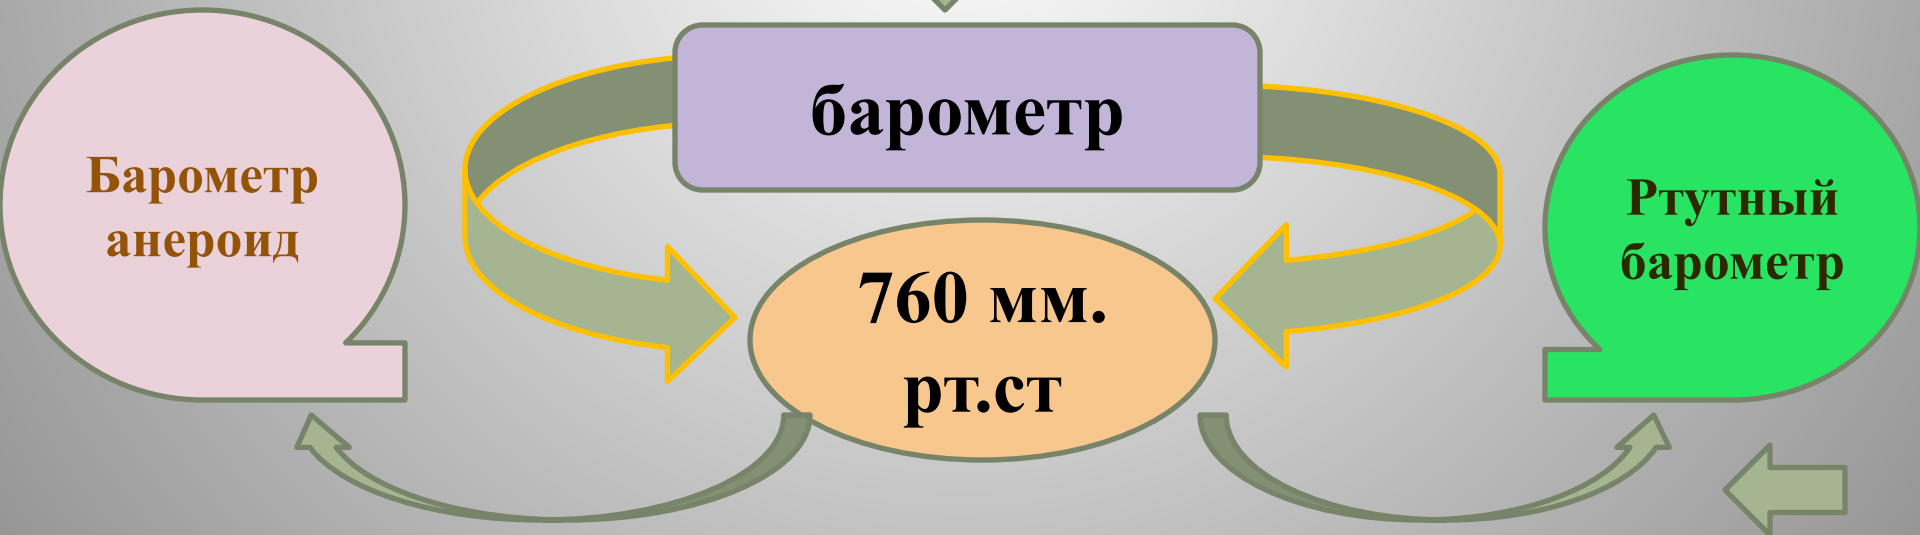 барометр
Барометр
анероид
760 мм.
рт.ст
Ртутный
барометр